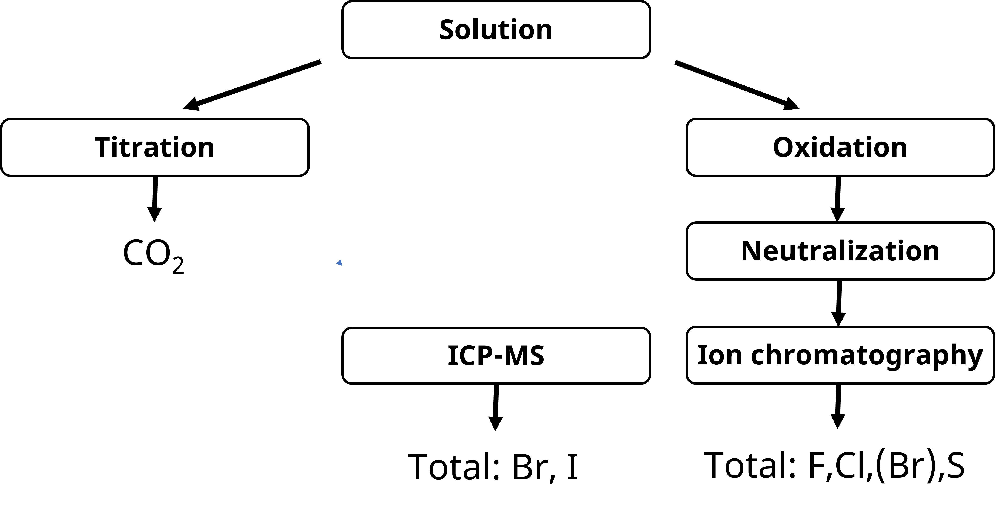 Solution
Titration
Oxidation
CO₂
Neutralization
ICP-MS
Ion chromatography
Total: Br, I
Total: F,Cl,(Br),S